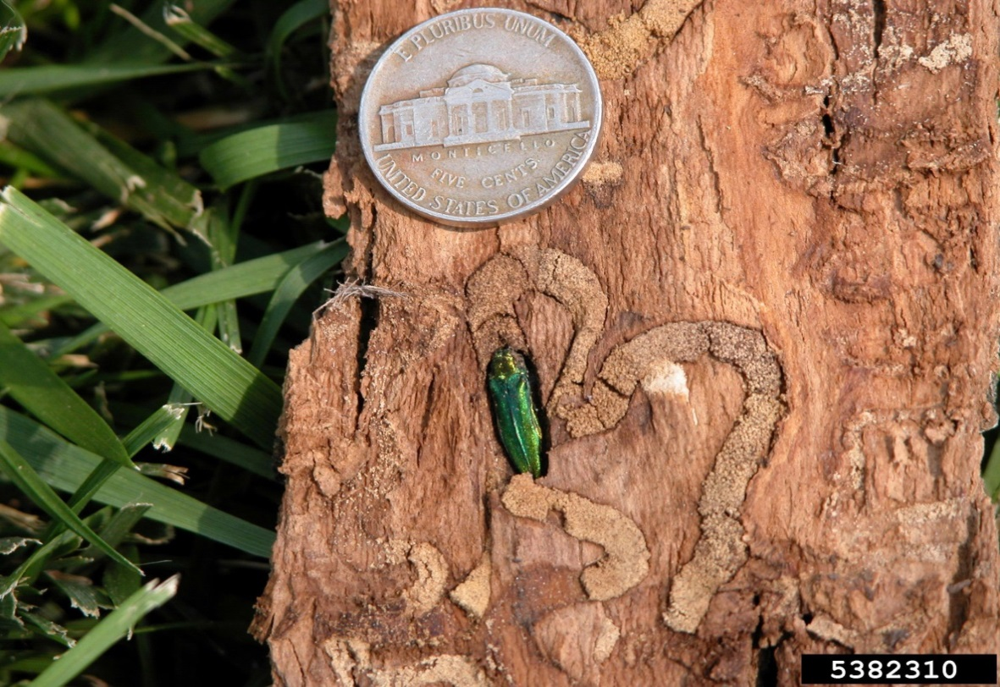 E PLURIBUS UNUM
MONTICELLO
FIVE CENTS
UNITED STATES OF AMERICA
5382310